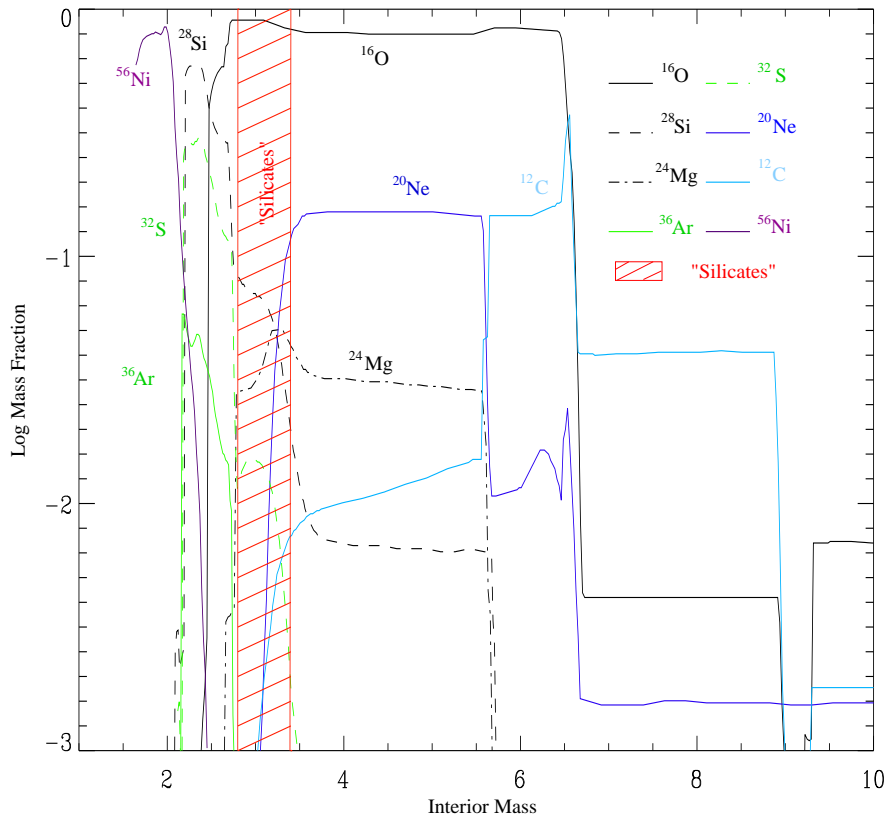 0
-1
-2
-3
2
4
6
8
10
Log Mass Fraction
Interior Mass
56Ni
28Si
16O
32S
36Ar
"Silicates"
20Ne
12C
24Mg
16O
32S
28Si
20Ne
24Mg
12C
36Ar
56Ni
"Silicates"